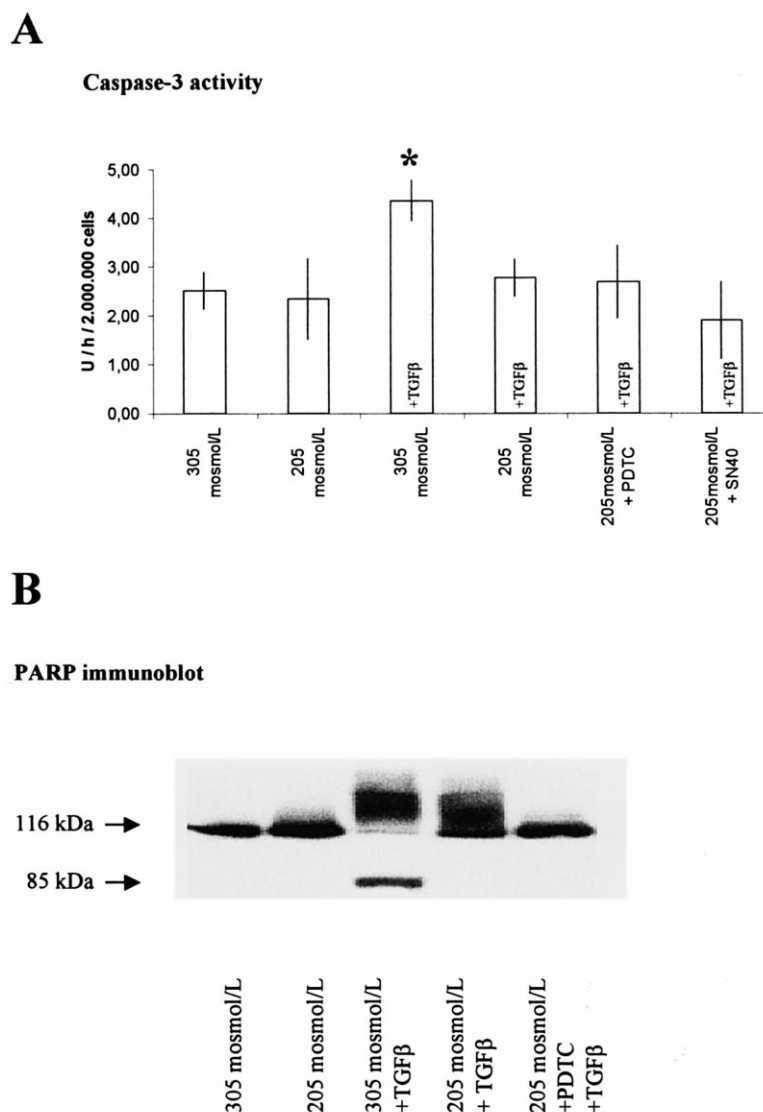 A
Caspase-3 activity
*
5,00
4,00
3,00
2,00
1,00
0,00
U / h / 2.000.000 cells
+TGFβ
+TGFβ
+TGFβ
+TGFβ
305
mosmol/L
205
mosmol/L
305
mosmol/L
205
mosmol/L
205mosmol/L
+ PDTC
205mosmol/L
+ SN40
B
PARP immunoblot
116 kDa
85 kDa
305 mosmol/L
205 mosmol/L
305 mosmol/L
+TGFβ
205 mosmol/L
+ TGFβ
205 mosmol/L
+PDTC
+TGFβ